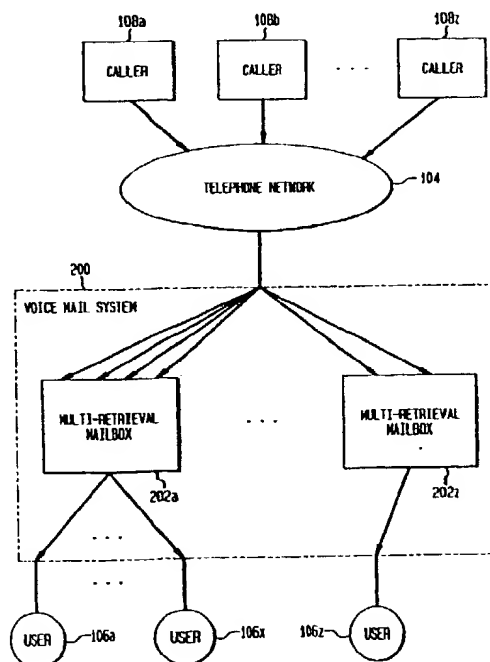 108a 108b 108z
CALLER CALLER . . . CALLER
TELEPHONE NETWORK 104
200
VOICE MAIL SYSTEM
MULTI-RETRIEVAL MAILBOX . . . MULTI-RETRIEVAL MAILBOX
202a 202z
. . .
. . .
USER 106a USER 106x 106z USER